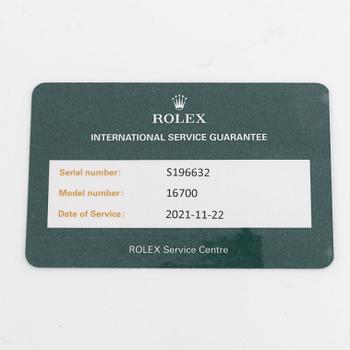 ROLEX
INTERNATIONAL SERVICE GUARANTEE
Serial number: S196632
Model number: 16700
Date of Service: 2021-11-22
ROLEX Service Centre